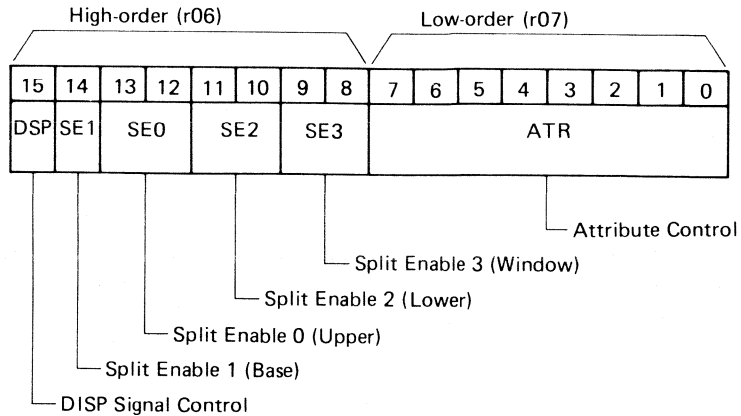 High-order (r06) Low-order (r07)
15 14 13 12 11 10 9 8 7 6 5 4 3 2 1 0
DSP SE1 SE0 SE2 SE3 ATR
Attribute Control
Split Enable 3 (Window)
Split Enable 2 (Lower)
Split Enable 0 (Upper)
Split Enable 1 (Base)
DISP Signal Control